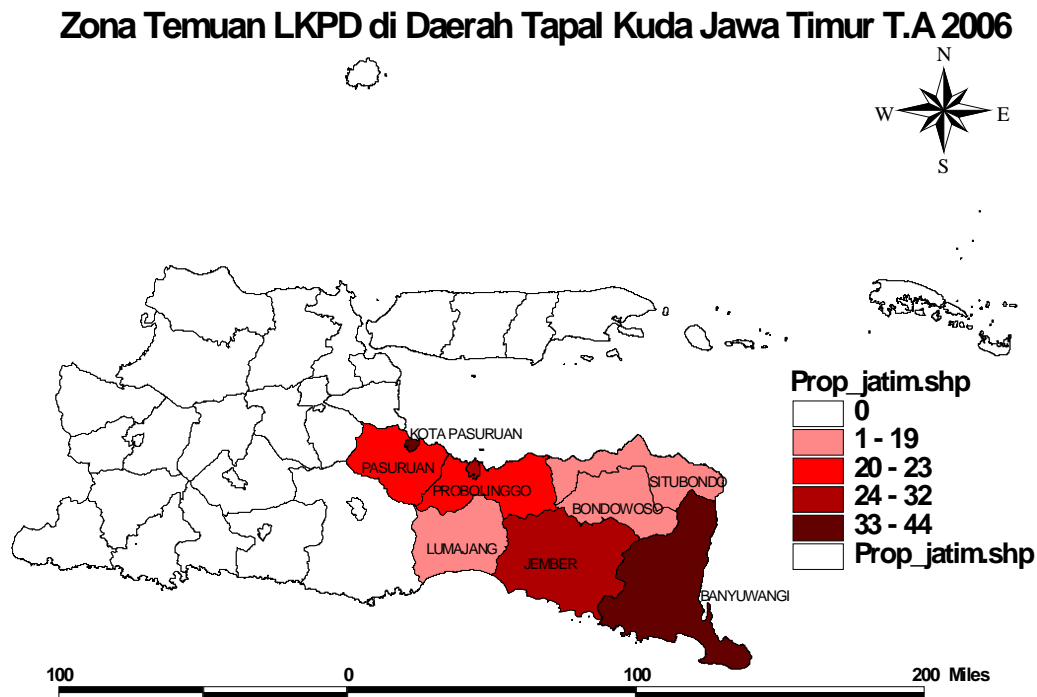 Zona Temuan LKPD di Daerah Tapal Kuda Jawa Timur T.A 2006
N
W
E
S
Prop_jatim.shp
0
1 - 19
20 - 23
24 - 32
33 - 44
Prop_jatim.shp
KOTA PASURUAN
PASURUAN
PROBOLINGGO
SITUBONDO
BONDOWOSO
LUMAJANG
JEMBER
BANYUWANGI
100 0 100 200 Miles